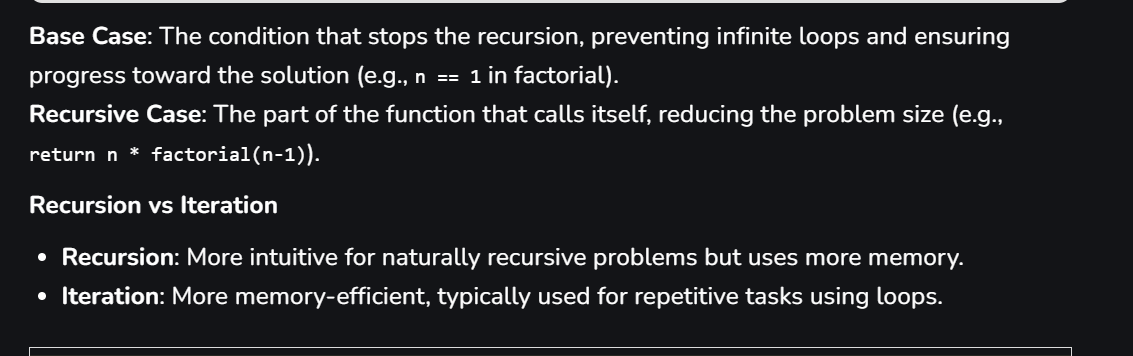 Base Case: The condition that stops the recursion, preventing infinite loops and ensuring
progress toward the solution (e.g., n == 1 in factorial).
Recursive Case: The part of the function that calls itself, reducing the problem size (e.g.,
return n * factorial(n-1)).
Recursion vs Iteration
• Recursion: More intuitive for naturally recursive problems but uses more memory.
• Iteration: More memory-efficient, typically used for repetitive tasks using loops.